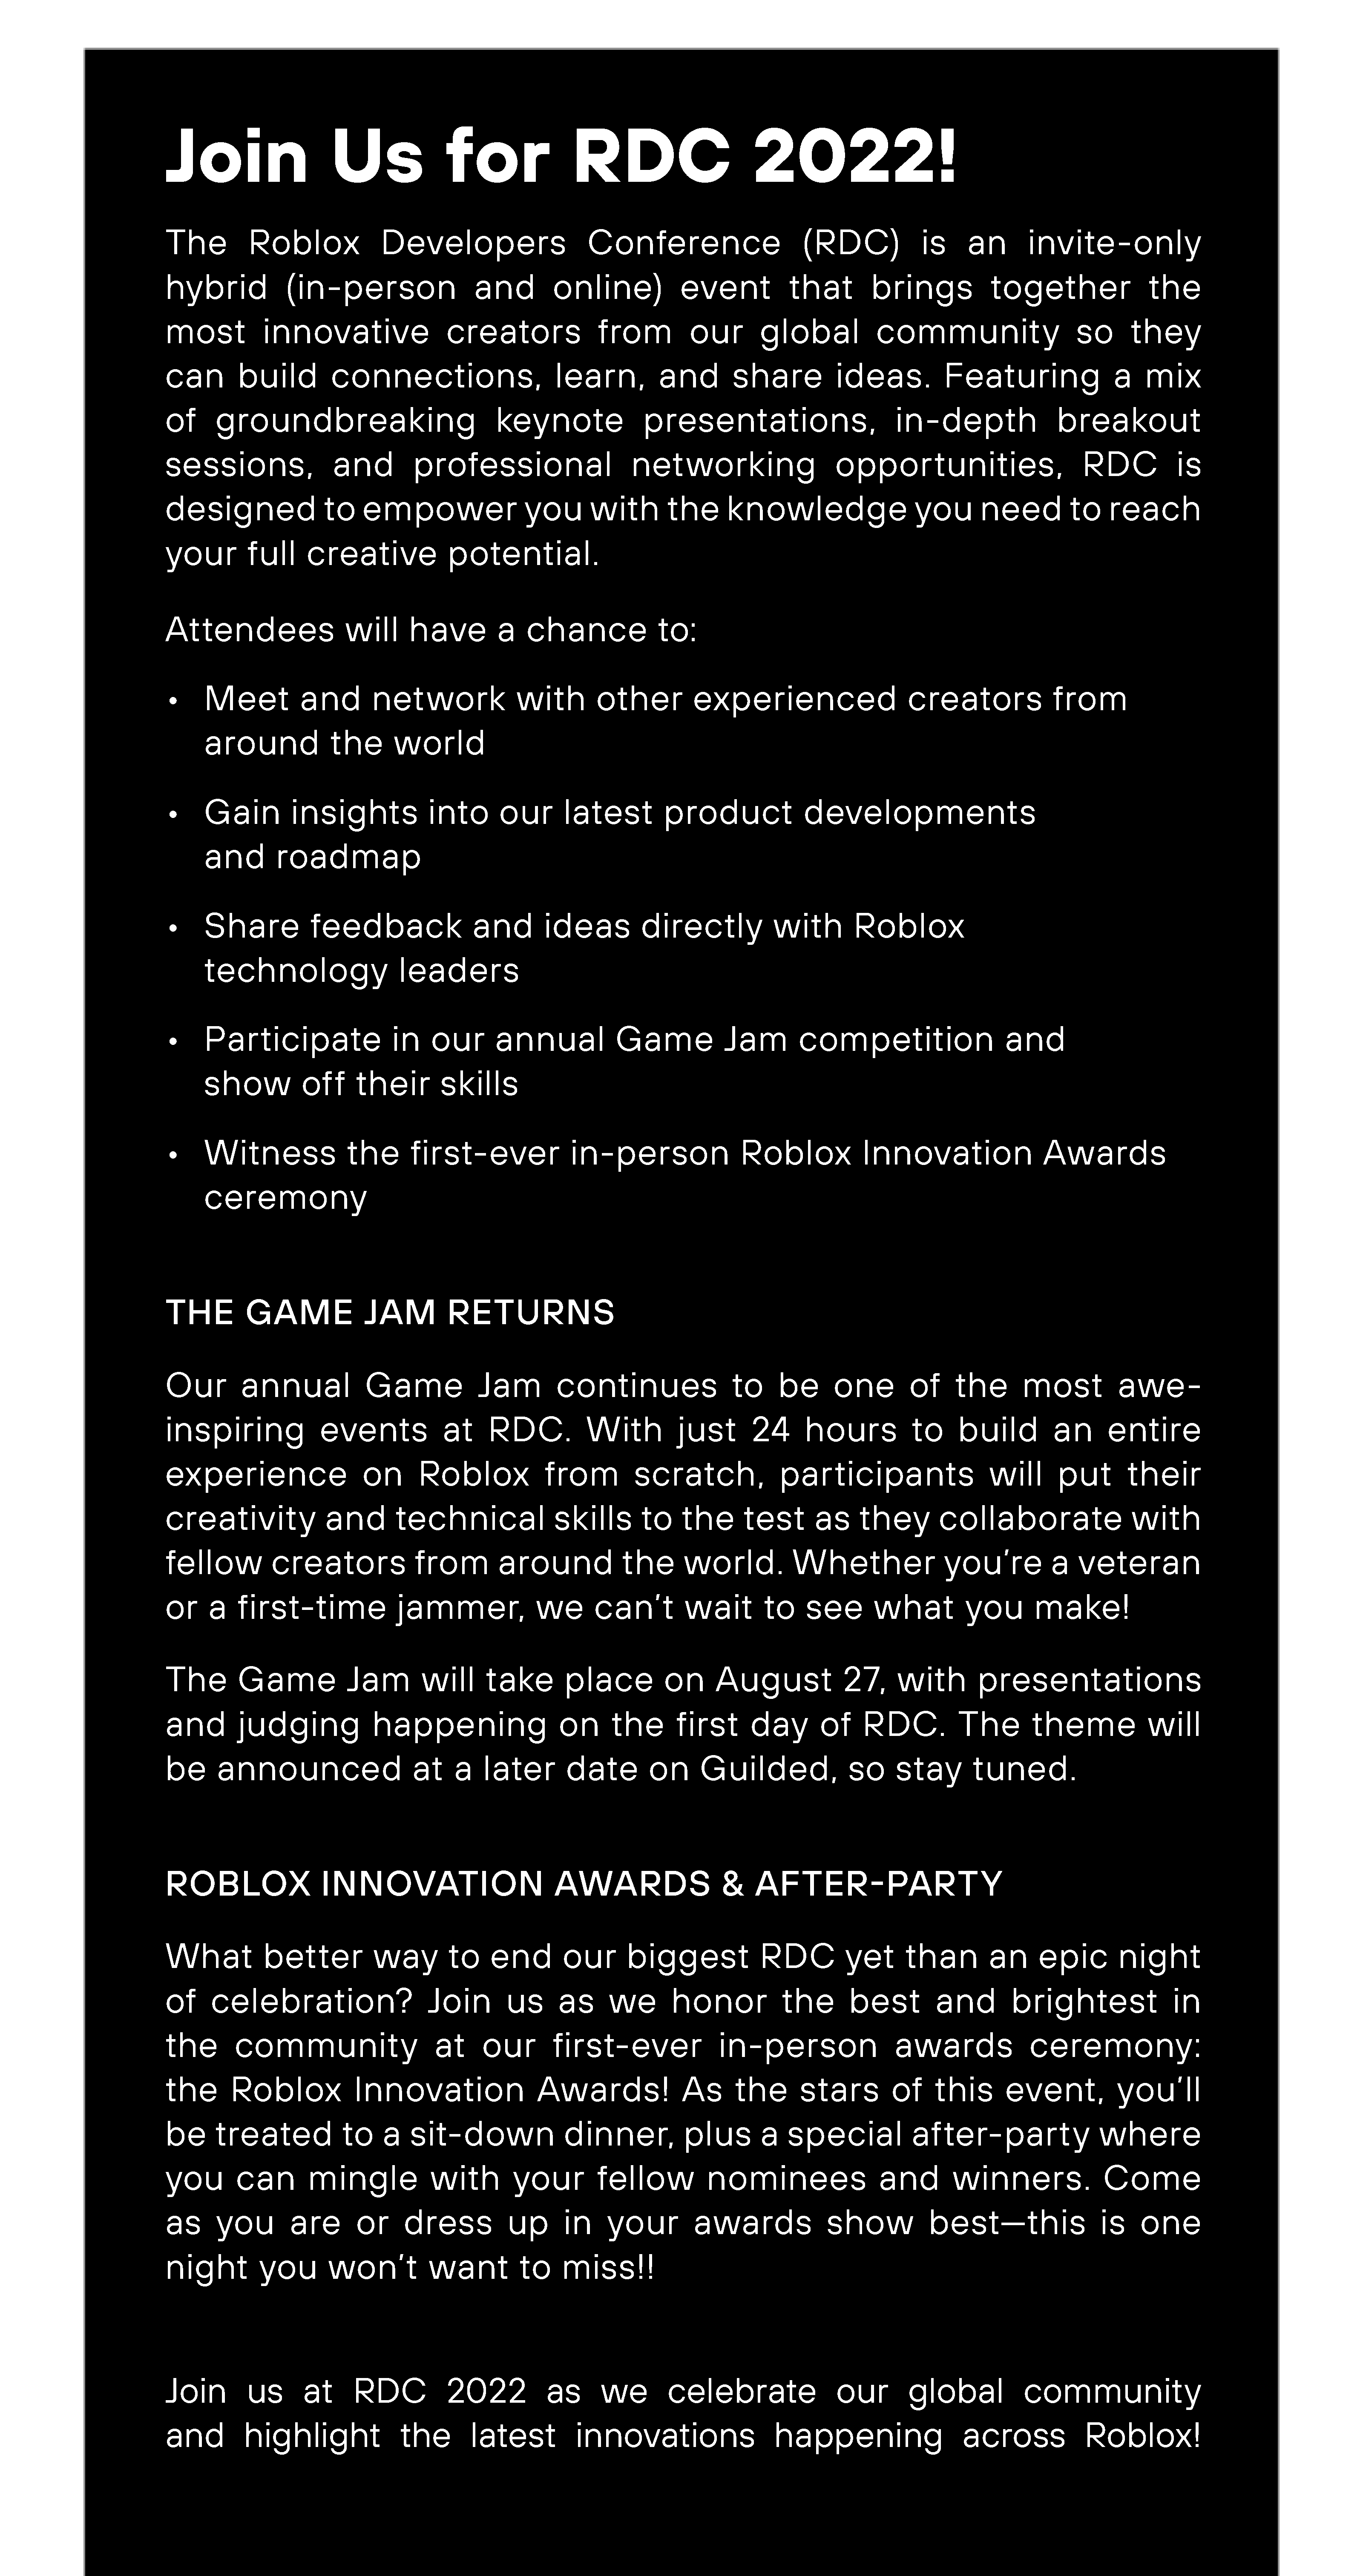 Join Us for RDC 2022!
The Roblox Developers Conference (RDC) is an invite-only
hybrid (in-person and online) event that brings together the
most innovative creators from our global community so they
can build connections, learn, and share ideas. Featuring a mix
of groundbreaking keynote presentations, in-depth breakout
sessions, and professional networking opportunities, RDC is
designed to empower you with the knowledge you need to reach
your full creative potential.
Attendees will have a chance to:
• Meet and network with other experienced creators from
around the world
• Gain insights into our latest product developments
and roadmap
• Share feedback and ideas directly with Roblox
technology leaders
• Participate in our annual Game Jam competition and
show off their skills
• Witness the first-ever in-person Roblox Innovation Awards
ceremony
THE GAME JAM RETURNS
Our annual Game Jam continues to be one of the most awe-
inspiring events at RDC. With just 24 hours to build an entire
experience on Roblox from scratch, participants will put their
creativity and technical skills to the test as they collaborate with
fellow creators from around the world. Whether you’re a veteran
or a first-time jammer, we can’t wait to see what you make!
The Game Jam will take place on August 27, with presentations
and judging happening on the first day of RDC. The theme will
be announced at a later date on Guilded, so stay tuned.
ROBLOX INNOVATION AWARDS & AFTER-PARTY
What better way to end our biggest RDC yet than an epic night
of celebration? Join us as we honor the best and brightest in
the community at our first-ever in-person awards ceremony:
the Roblox Innovation Awards! As the stars of this event, you’ll
be treated to a sit-down dinner, plus a special after-party where
you can mingle with your fellow nominees and winners. Come
as you are or dress up in your awards show best—this is one
night you won’t want to miss!!
Join us at RDC 2022 as we celebrate our global community
and highlight the latest innovations happening across Roblox!